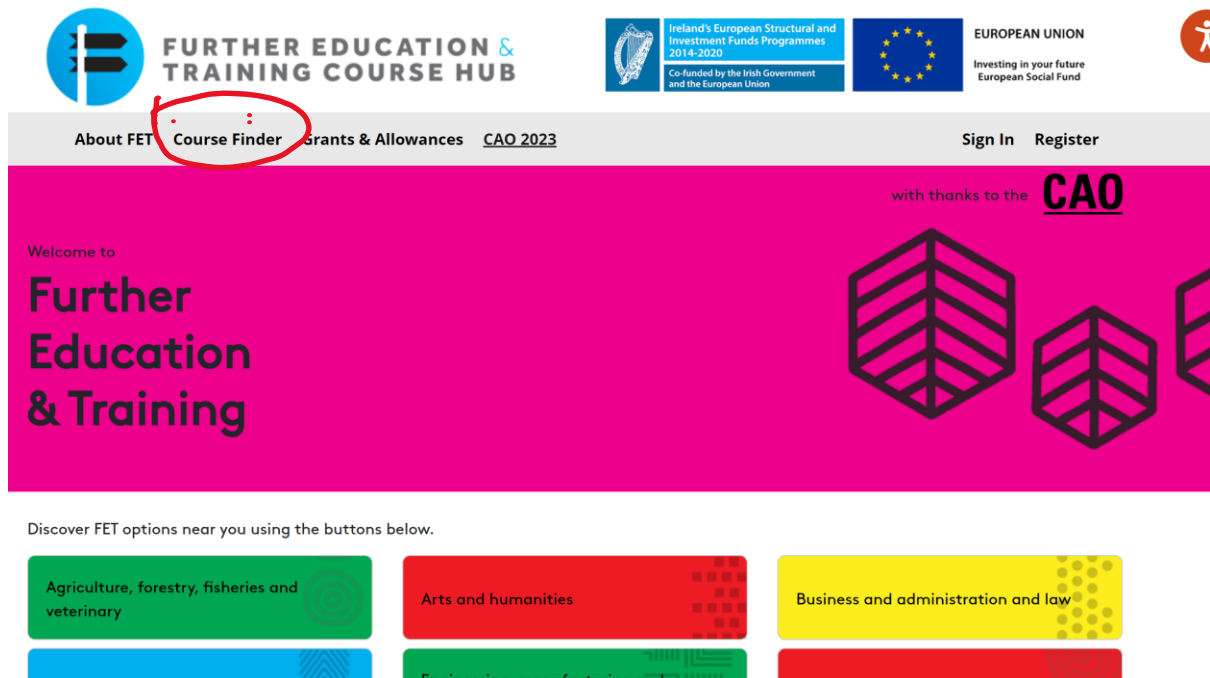 FURTHER EDUCATION &
TRAINING COURSE HUB
Ireland's European Structural and
Investment Funds Programmes
2014-2020
Co-funded by the Irish Government
and the European Union
EUROPEAN UNION
Investing in your future
European Social Fund
About FET Course Finder Grants & Allowances CAO 2023 Sign In Register
with thanks to the CAO
Welcome to
Further
Education
& Training
Discover FET options near you using the buttons below.
Agriculture, forestry, fisheries and
veterinary
Arts and humanities
Business and administration and law